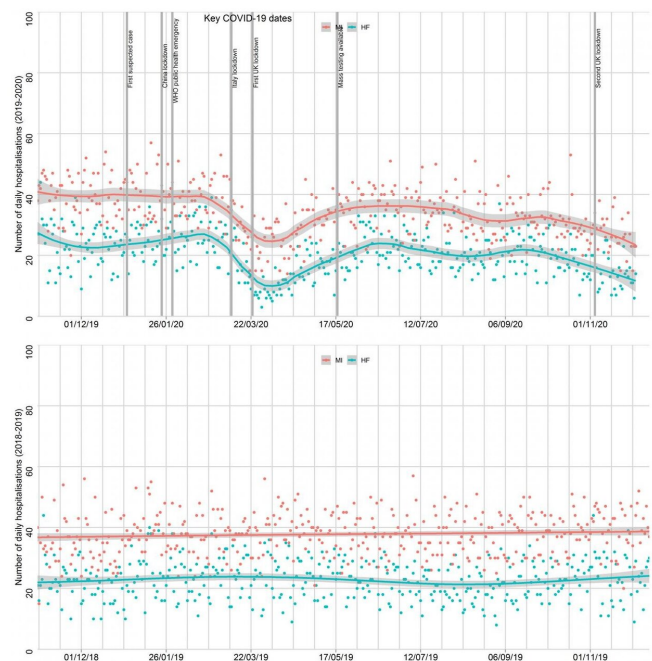 Key COVID-19 dates
MI HF
First suspected case
China lockdown
WHO public health emergency
Italy lockdown
First UK lockdown
Mass testing available
Second UK lockdown
Number of daily hospitalisations (2019-2020)
100
80
60
40
20
0
01/12/19 26/01/20 22/03/20 17/05/20 12/07/20 06/09/20 01/11/20
MI HF
Number of daily hospitalisations (2018-2019)
100
80
60
40
20
0
01/12/18 26/01/19 22/03/19 17/05/19 12/07/19 06/09/19 01/11/19